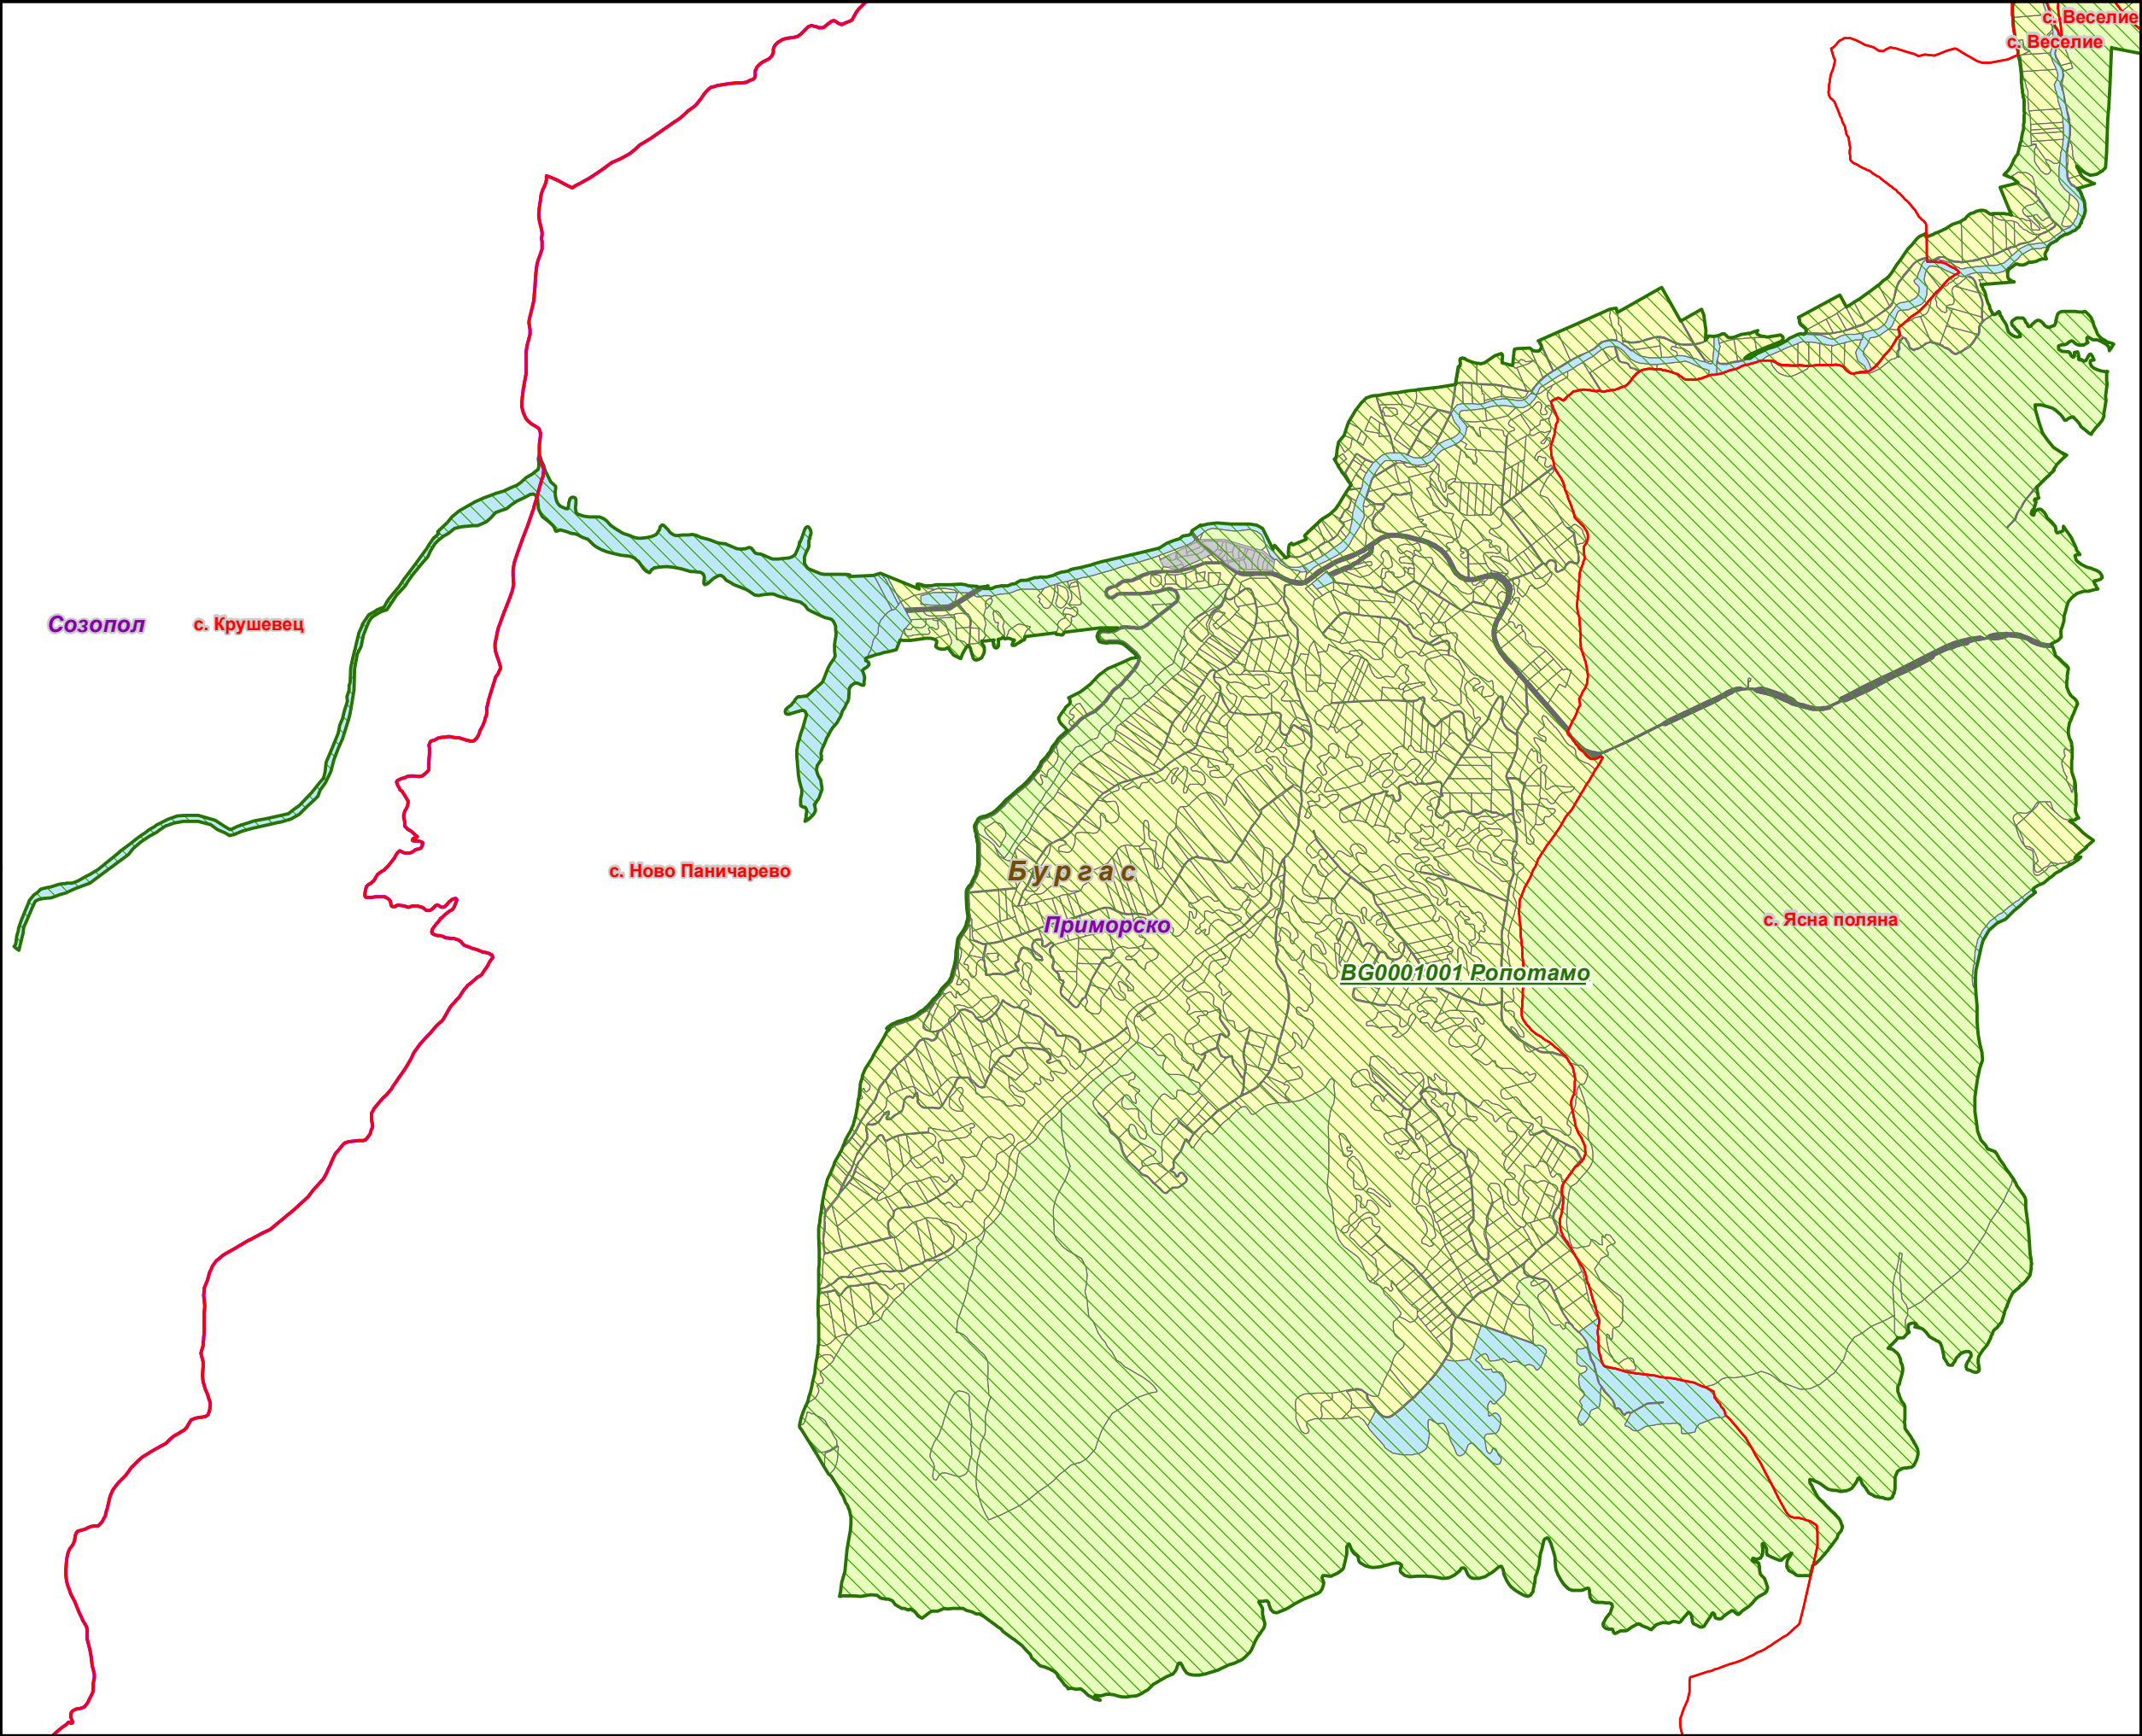 с. Веселие
с. Веселие
Созопол
с. Крушевец
с. Ново Паничарево
Бургас
Приморско
с. Ясна поляна
BG0001001 Ропотамо